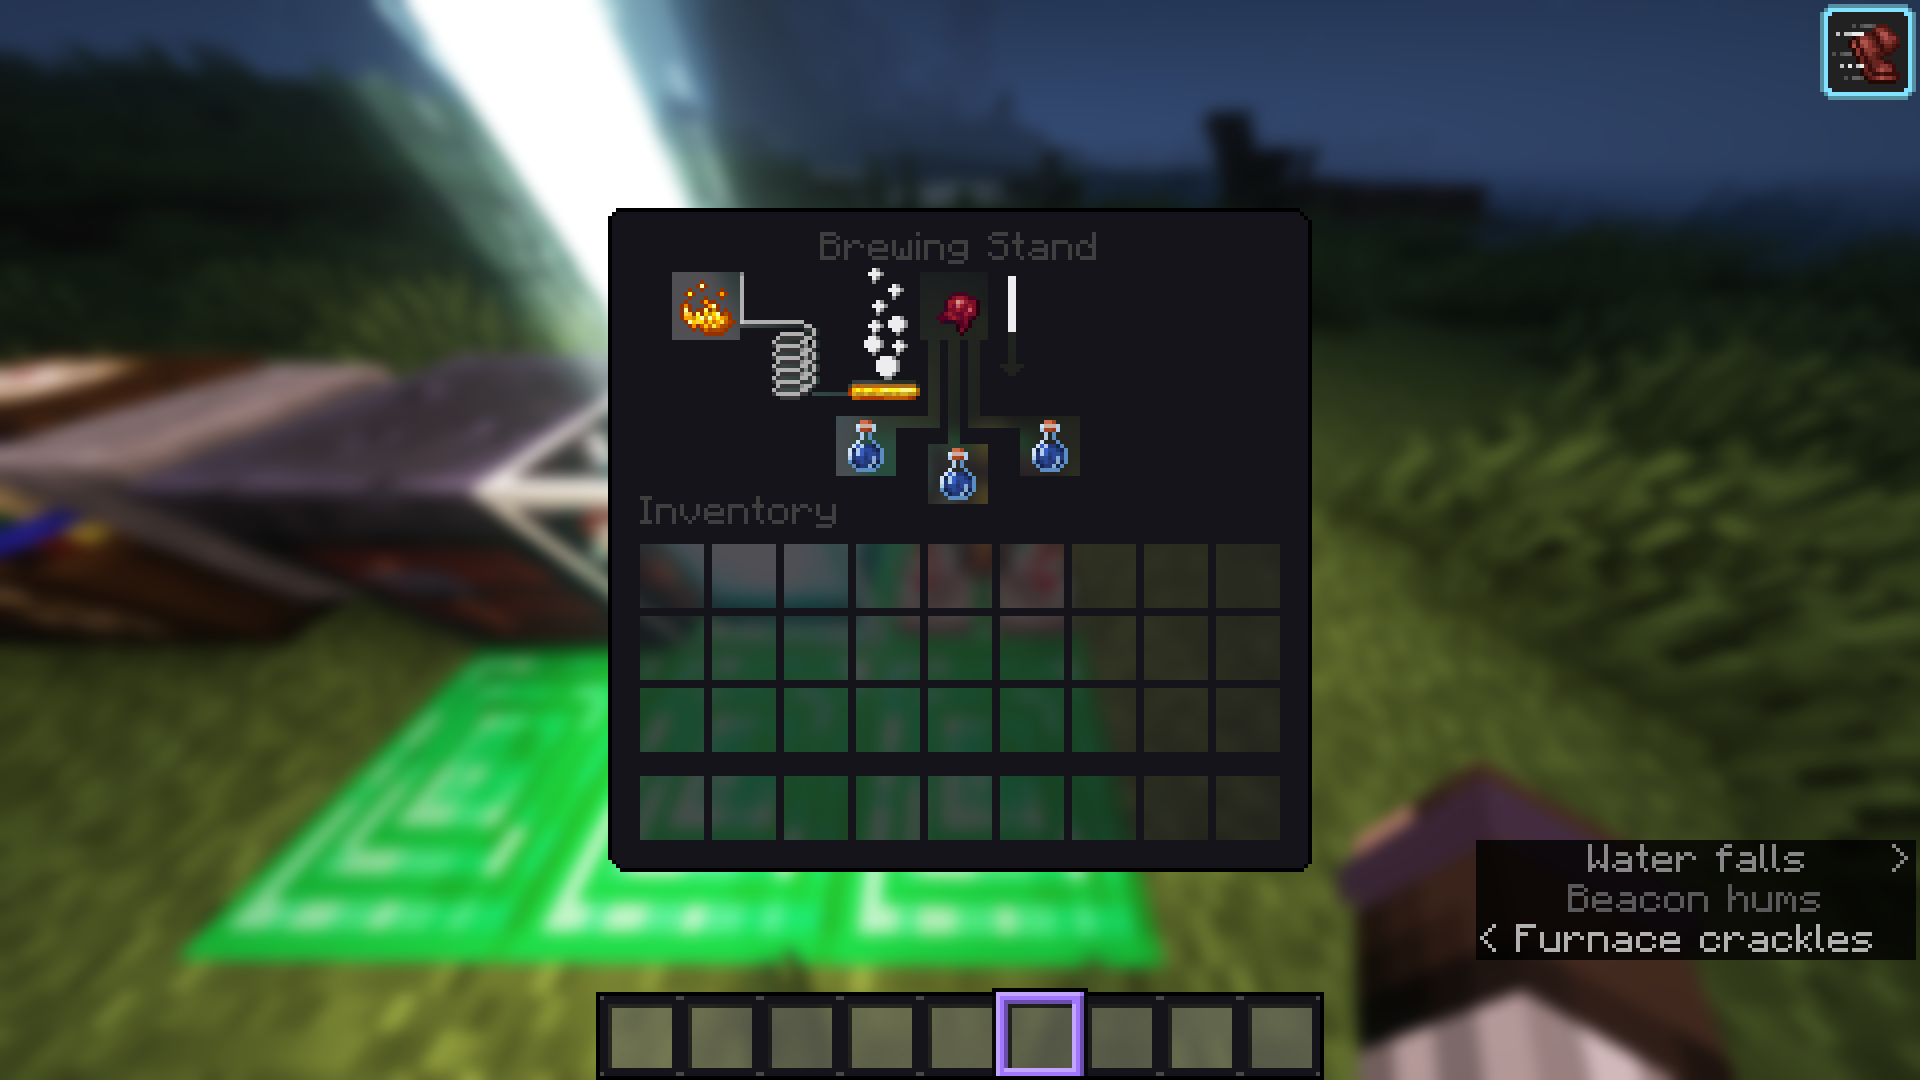 Brewing Stand
Inventory
Water falls >
Beacon hums
< Furnace crackles